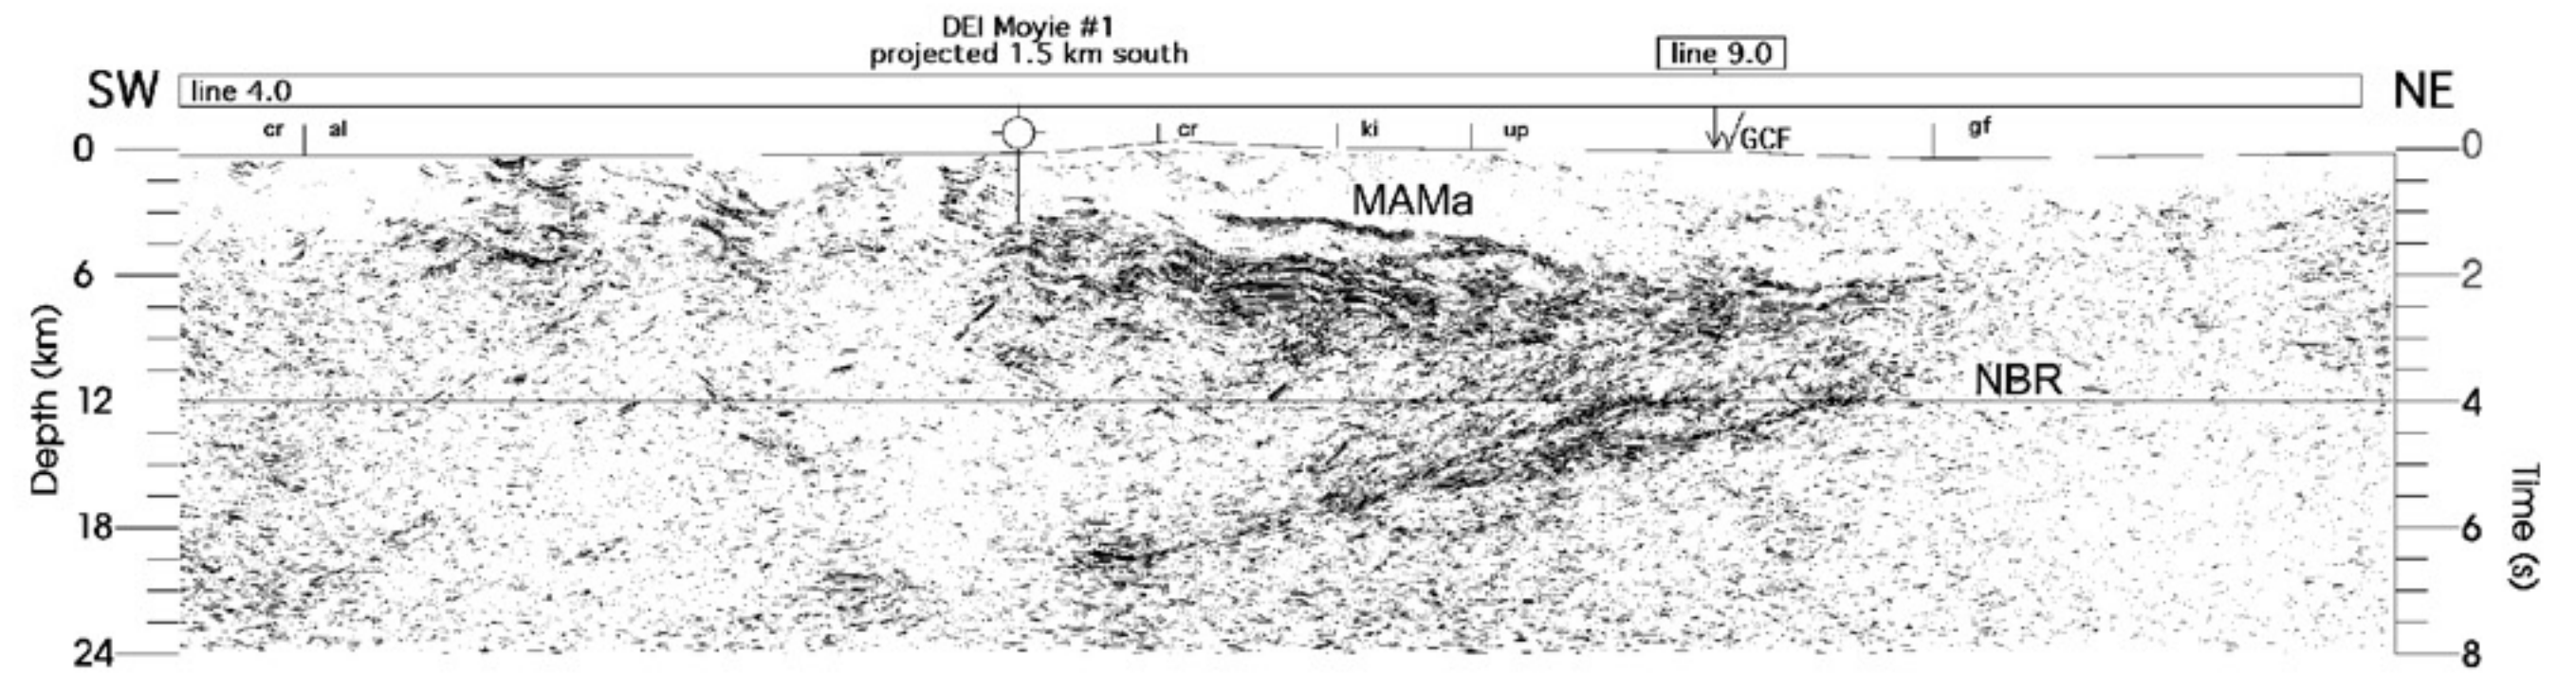 DEI Moyie #1
projected 1.5 km south
line 9.0
SW
line 4.0
NE
cr
al
cr
ki
up
√GCF
gf
0
0
MAMa
6
2
NBR
12
4
Depth (km)
Time (s)
18
6
24
8